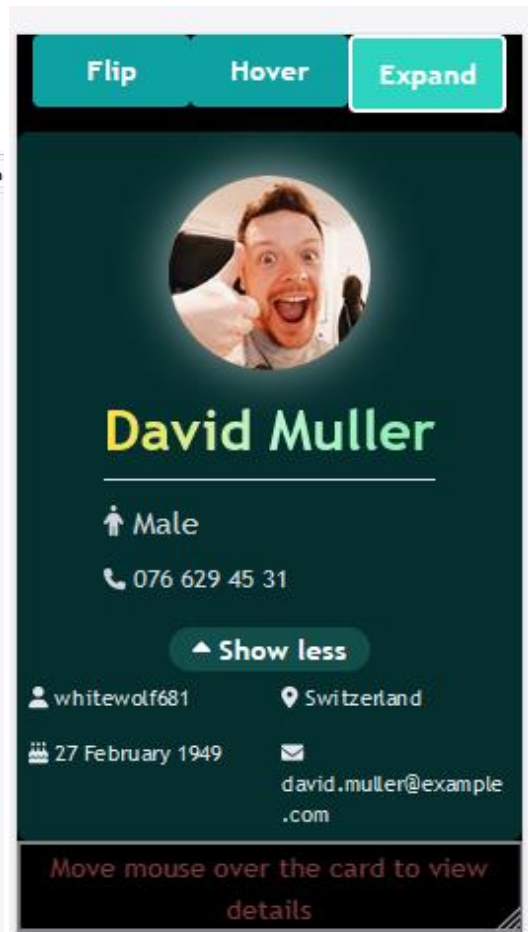 Flip Hover Expand
David Muller
Male
076 629 45 31
Show less
whitewolf681 Switzerland
27 February 1949
david.muller@example
.com
Move mouse over the card to view
details